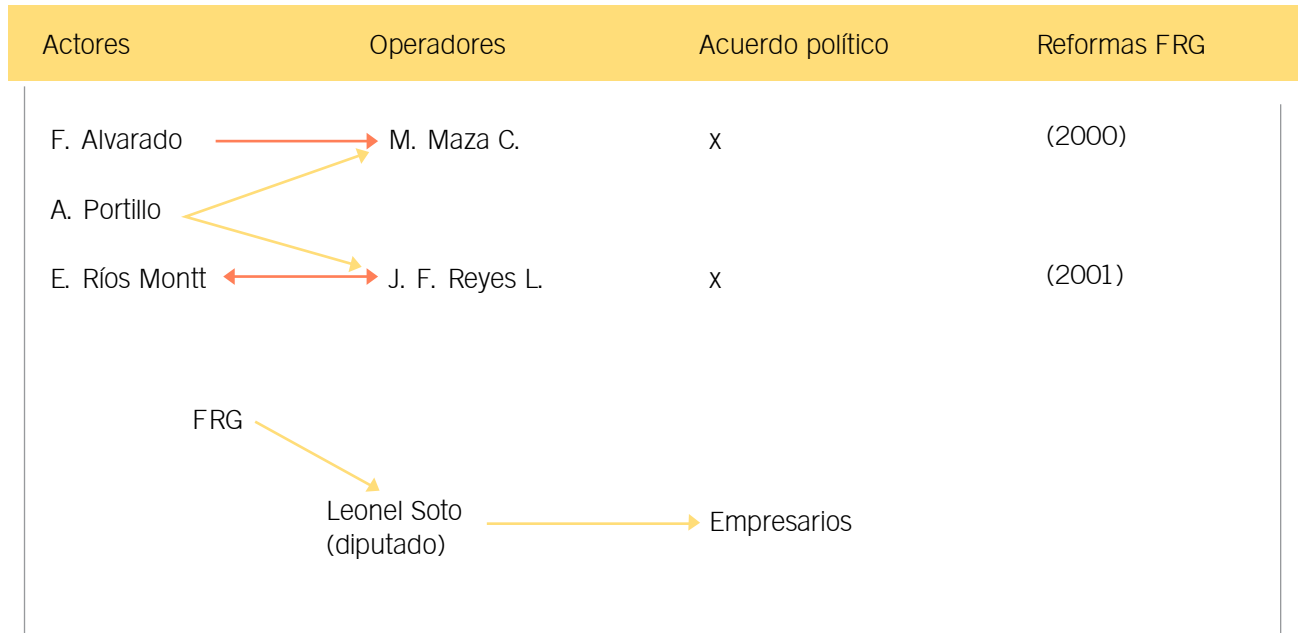 Actores Operadores Acuerdo político Reformas FRG
F. Alvarado M. Maza C. x (2000)
A. Portillo
E. Ríos Montt J. F. Reyes L. x (2001)
FRG
Leonel Soto
(diputado)
Empresarios